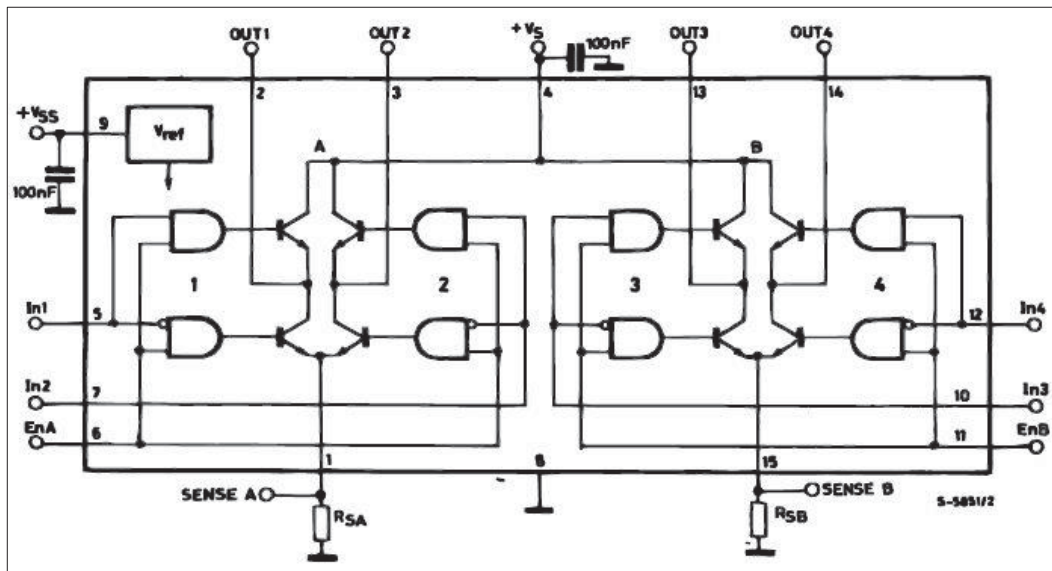 OUT1
OUT2
+VS
100nF
OUT3
OUT4
2
3
4
13
14
+VSS
9
Vref
100nF
A
B
1
2
3
4
In1
5
12
In4
In2
7
10
In3
EnA
6
11
EnB
1
8
15
SENSE A
RSA
SENSE B
RSB
S-5851/2